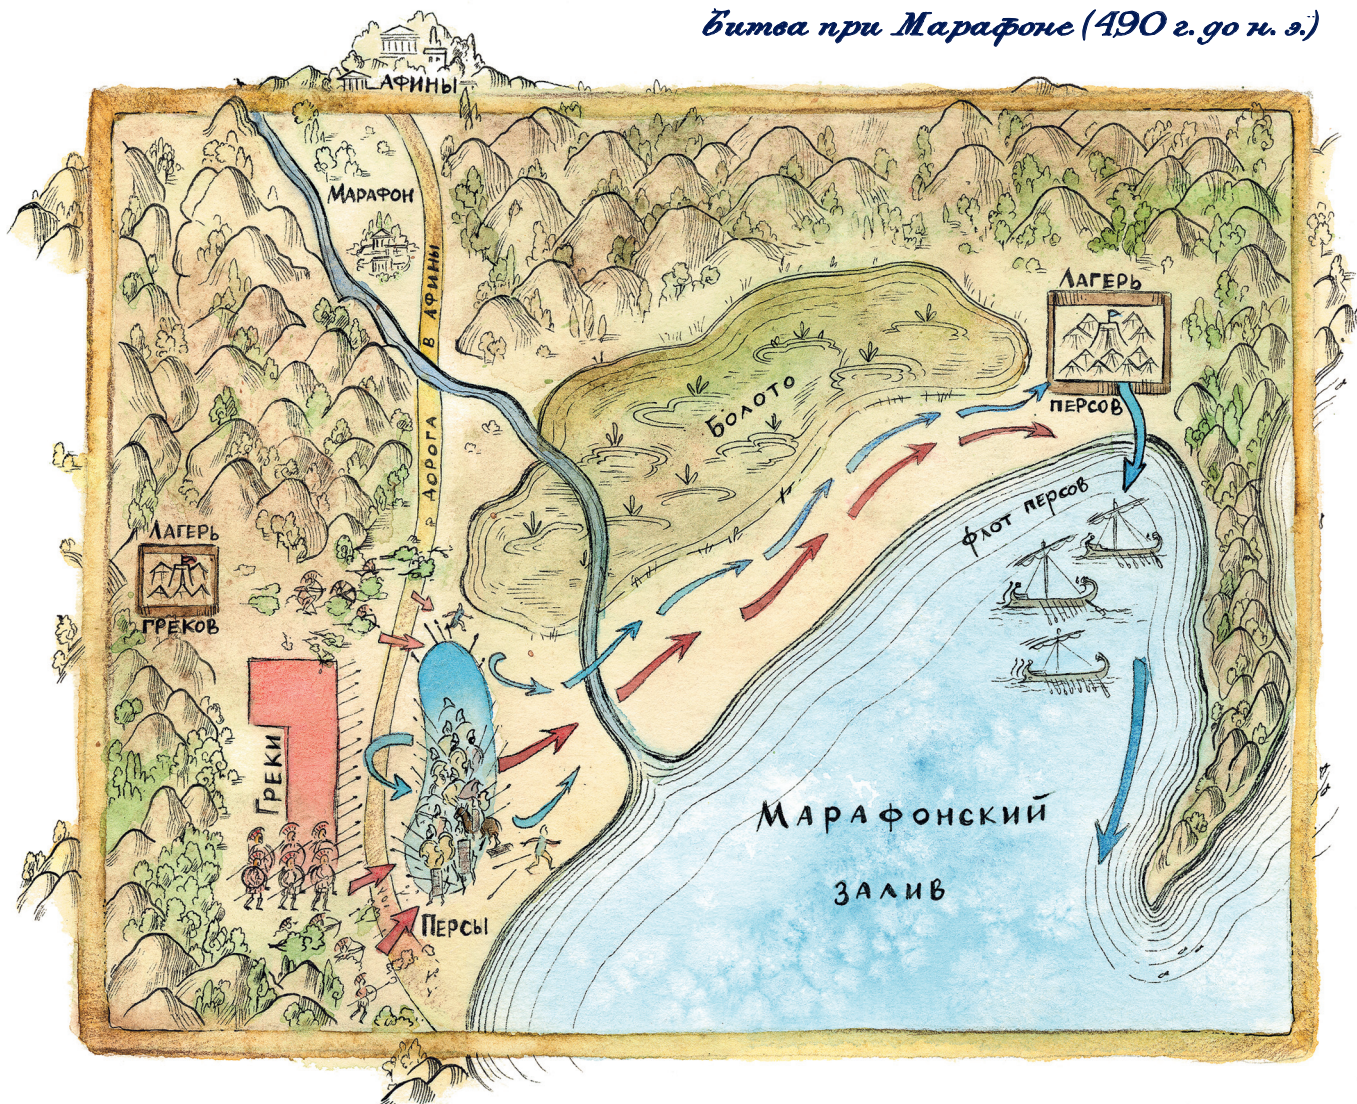 Битва при Марафоне (490 г. до н. э.)
АФИНЫ
МАРАФОН
ДОРОГА В АФИНЫ
ЛАГЕРЬ
ПЕРСОВ
БОЛОТО
ФЛОТ ПЕРСОВ
ЛАГЕРЬ
ГРЕКОВ
ГРЕКИ
ПЕРСЫ
МАРАФОНСКИЙ
ЗАЛИВ